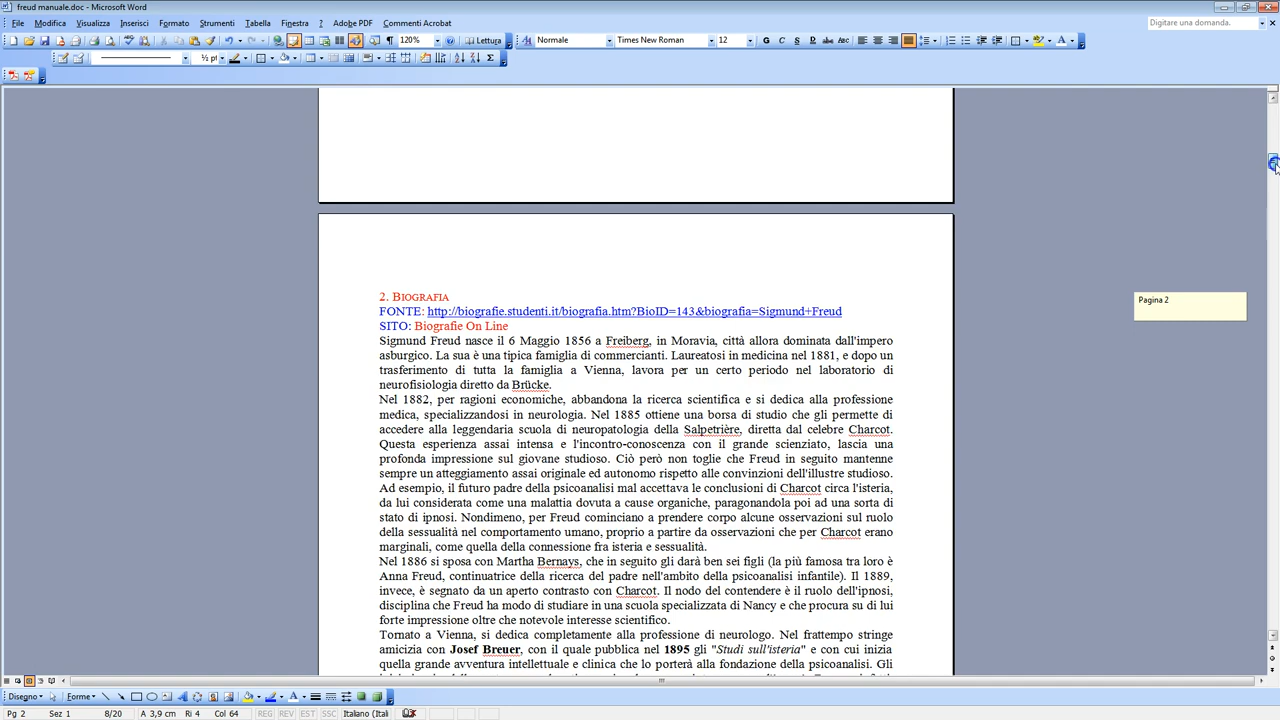 freud manuale.doc - Microsoft Word
File Modifica Visualizza Inserisci Formato Strumenti Tabella Finestra ? Adobe PDF Commenti Acrobat Digitare una domanda.
120% Lettura Normale Times New Roman 12 G C S D ABC
½ pt
2. BIOGRAFIA
FONTE: http://biografie.studenti.it/biografia.htm?BioID=143&biografia=Sigmund+Freud
Pagina 2
SITO: Biografie On Line
Sigmund Freud nasce il 6 Maggio 1856 a Freiberg, in Moravia, città allora dominata dall'impero
asburgico. La sua è una tipica famiglia di commercianti. Laureatosi in medicina nel 1881, e dopo un
trasferimento di tutta la famiglia a Vienna, lavora per un certo periodo nel laboratorio di
neurofisiologia diretto da Brücke.
Nel 1882, per ragioni economiche, abbandona la ricerca scientifica e si dedica alla professione
medica, specializzandosi in neurologia. Nel 1885 ottiene una borsa di studio che gli permette di
accedere alla leggendaria scuola di neuropatologia della Salpetrière, diretta dal celebre Charcot.
Questa esperienza assai intensa e l'incontro-conoscenza con il grande scienziato, lascia una
profonda impressione sul giovane studioso. Ciò però non toglie che Freud in seguito mantenne
sempre un atteggiamento assai originale ed autonomo rispetto alle convinzioni dell'illustre studioso.
Ad esempio, il futuro padre della psicoanalisi mal accettava le conclusioni di Charcot circa l'isteria,
da lui considerata come una malattia dovuta a cause organiche, paragonandola poi ad una sorta di
stato di ipnosi. Nondimeno, per Freud cominciano a prendere corpo alcune osservazioni sul ruolo
della sessualità nel comportamento umano, proprio a partire da osservazioni che per Charcot erano
marginali, come quella della connessione fra isteria e sessualità.
Nel 1886 si sposa con Martha Bernays, che in seguito gli darà ben sei figli (la più famosa tra loro è
Anna Freud, continuatrice della ricerca del padre nell'ambito della psicoanalisi infantile). Il 1889,
invece, è segnato da un aperto contrasto con Charcot. Il nodo del contendere è il ruolo dell'ipnosi,
disciplina che Freud ha modo di studiare in una scuola specializzata di Nancy e che procura su di lui
forte impressione oltre che notevole interesse scientifico.
Tornato a Vienna, si dedica completamente alla professione di neurologo. Nel frattempo stringe
amicizia con Josef Breuer, con il quale pubblica nel 1895 gli "Studi sull'isteria" e con cui inizia
quella grande avventura intellettuale e clinica che lo porterà alla fondazione della psicoanalisi. Gli
Disegno Forme
Pg 2 Sez 1 8/20 A 3,9 cm Ri 4 Col 64 REG REV EST SSC Italiano (Itali